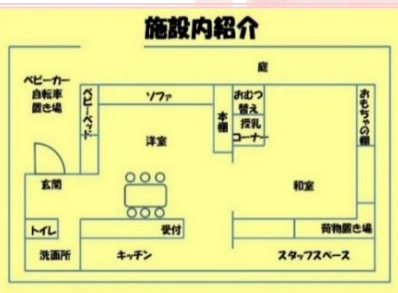 施設内紹介
庭
ベビーカー
自転車
置き場
ベビーベッド
ソファ
本棚
おむつ
替え
授乳
コーナー
おもちゃの棚
洋室
玄関
和室
トイレ
受付
荷物置き場
洗面所
キッチン
スタッフスペース